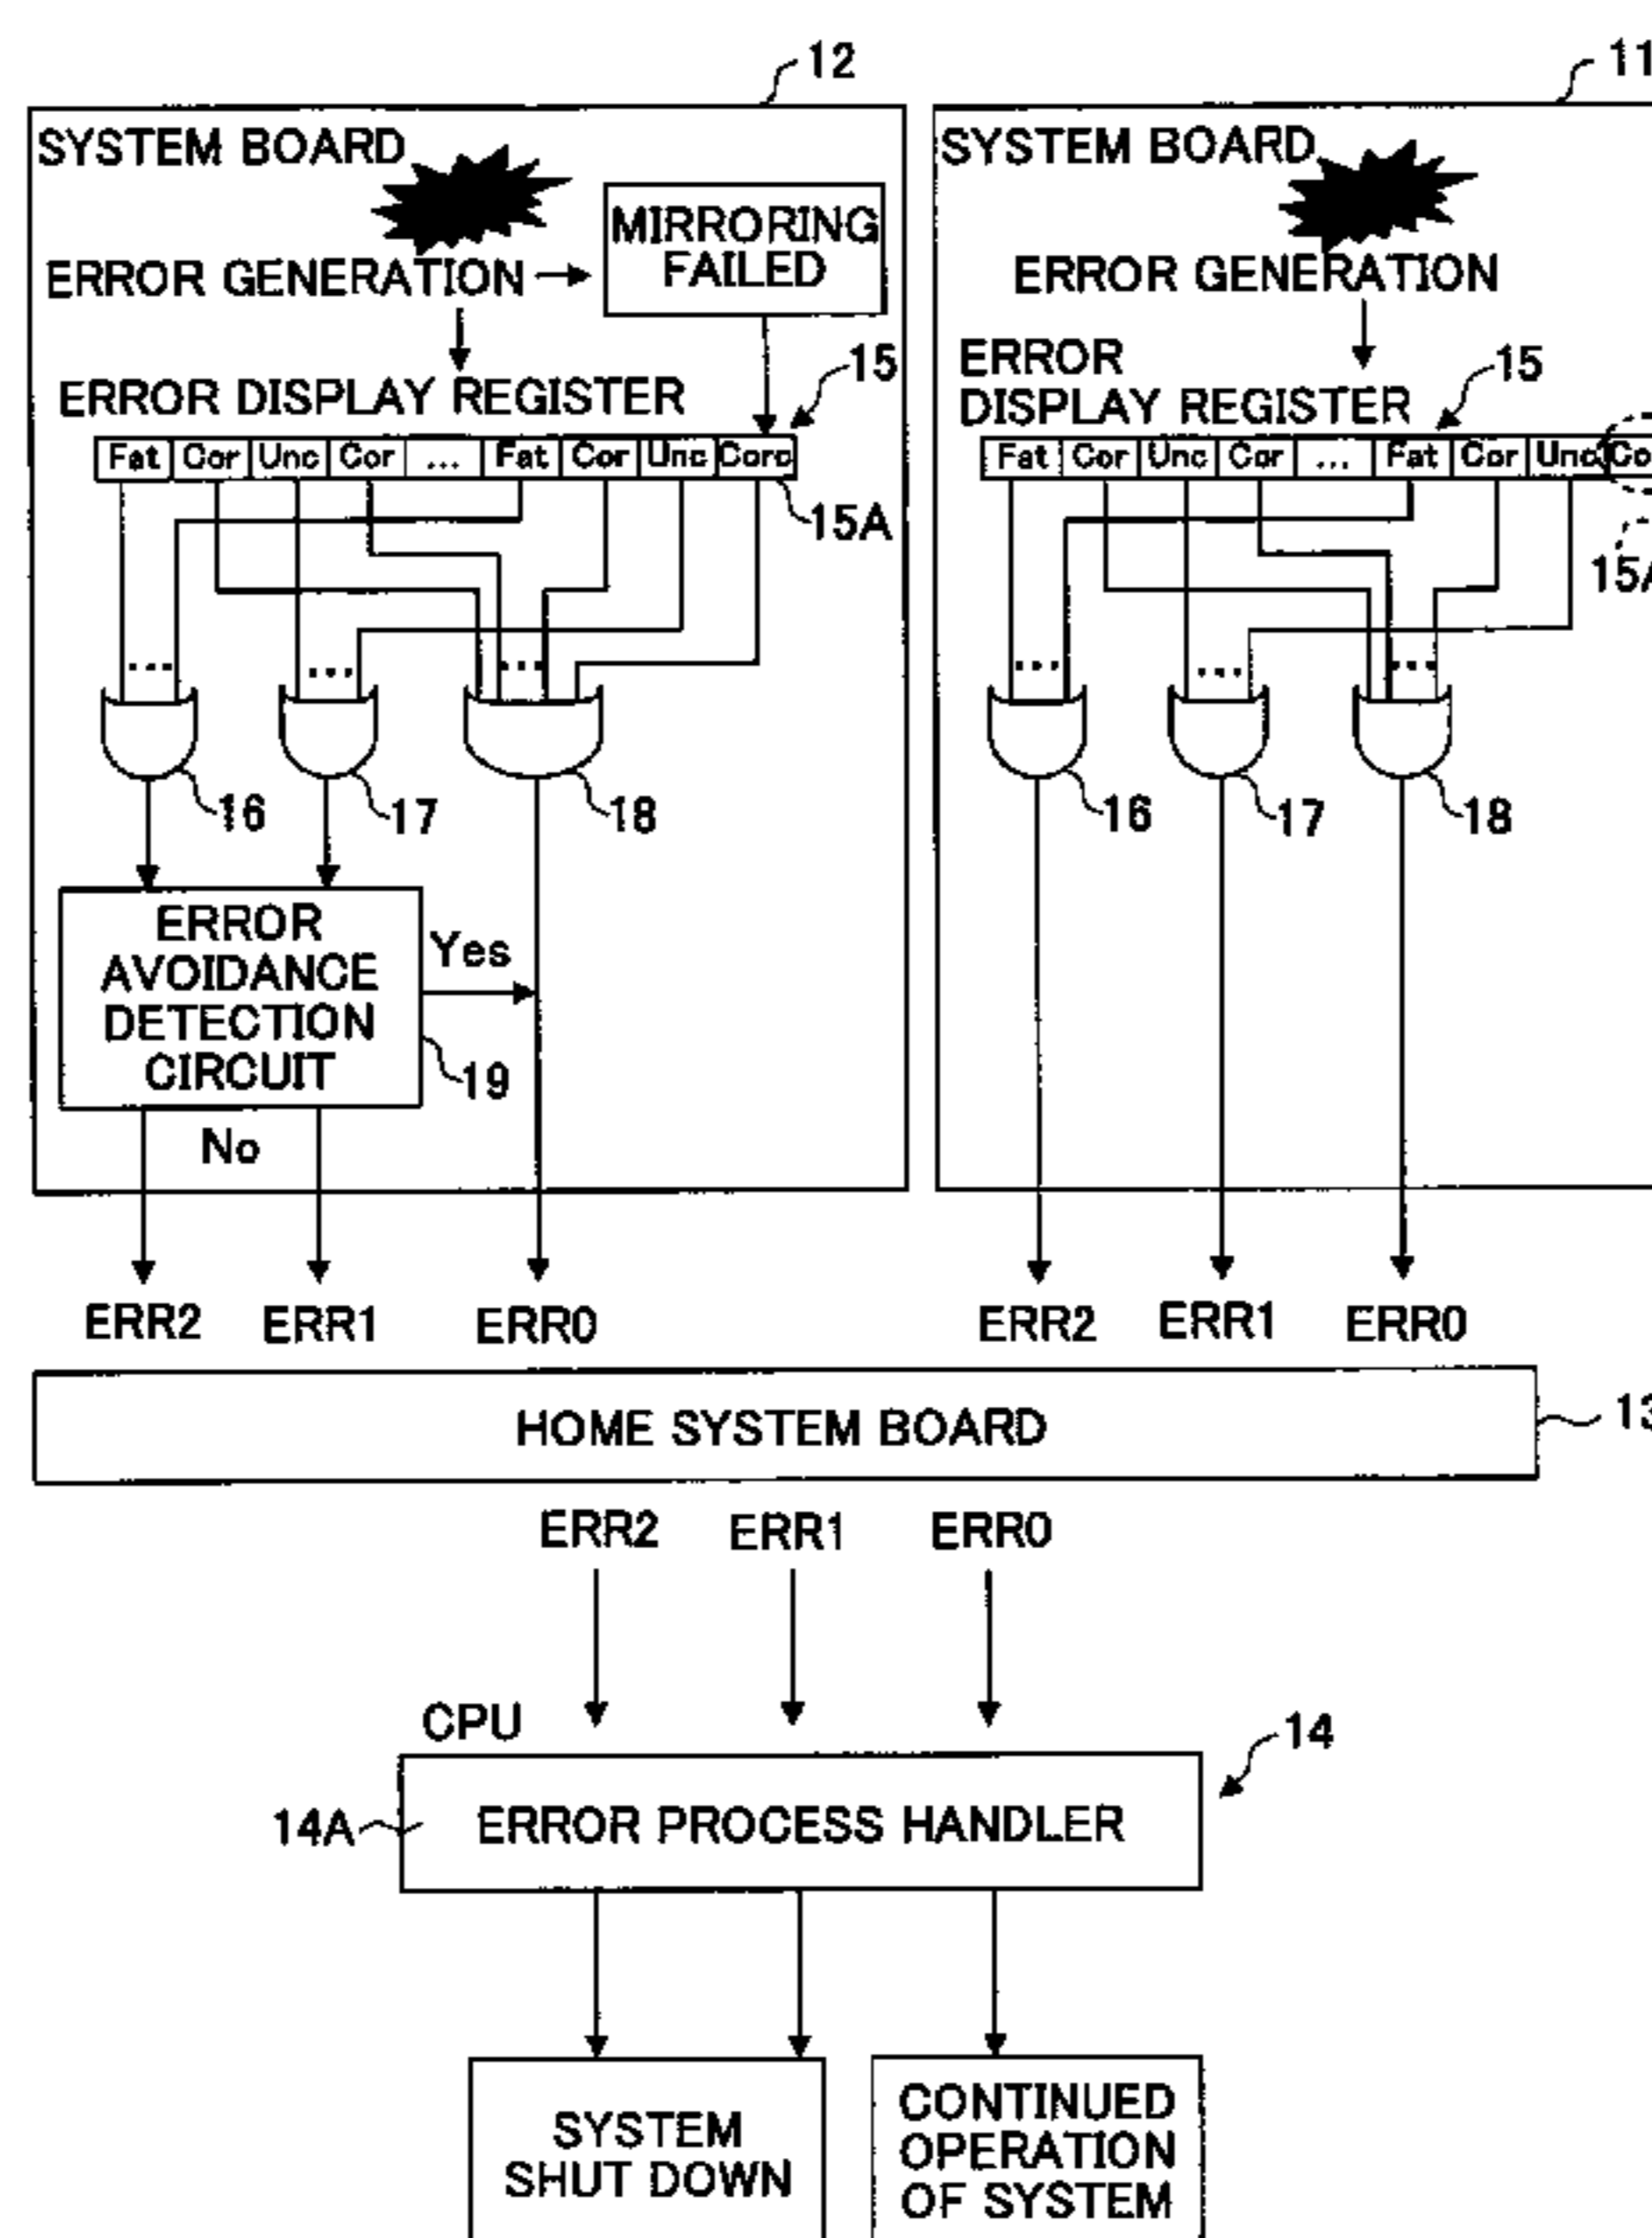 12
11
SYSTEM BOARD
MIRRORING
FAILED
ERROR GENERATION
ERROR DISPLAY REGISTER
15
Fat Cor Unc Cor ... Fat Cor Unc Corc
15A
...
...
...
16
17
18
ERROR
AVOIDANCE
DETECTION
CIRCUIT
Yes
19
No
ERR2 ERR1 ERR0
SYSTEM BOARD
ERROR GENERATION
ERROR
DISPLAY REGISTER
15
Fat Cor Unc Cor ... Fat Cor Unc Co
15A
...
...
...
16
17
18
ERR2 ERR1 ERR0
HOME SYSTEM BOARD
13
ERR2 ERR1 ERR0
CPU
14
14A
ERROR PROCESS HANDLER
SYSTEM
SHUT DOWN
CONTINUED
OPERATION
OF SYSTEM